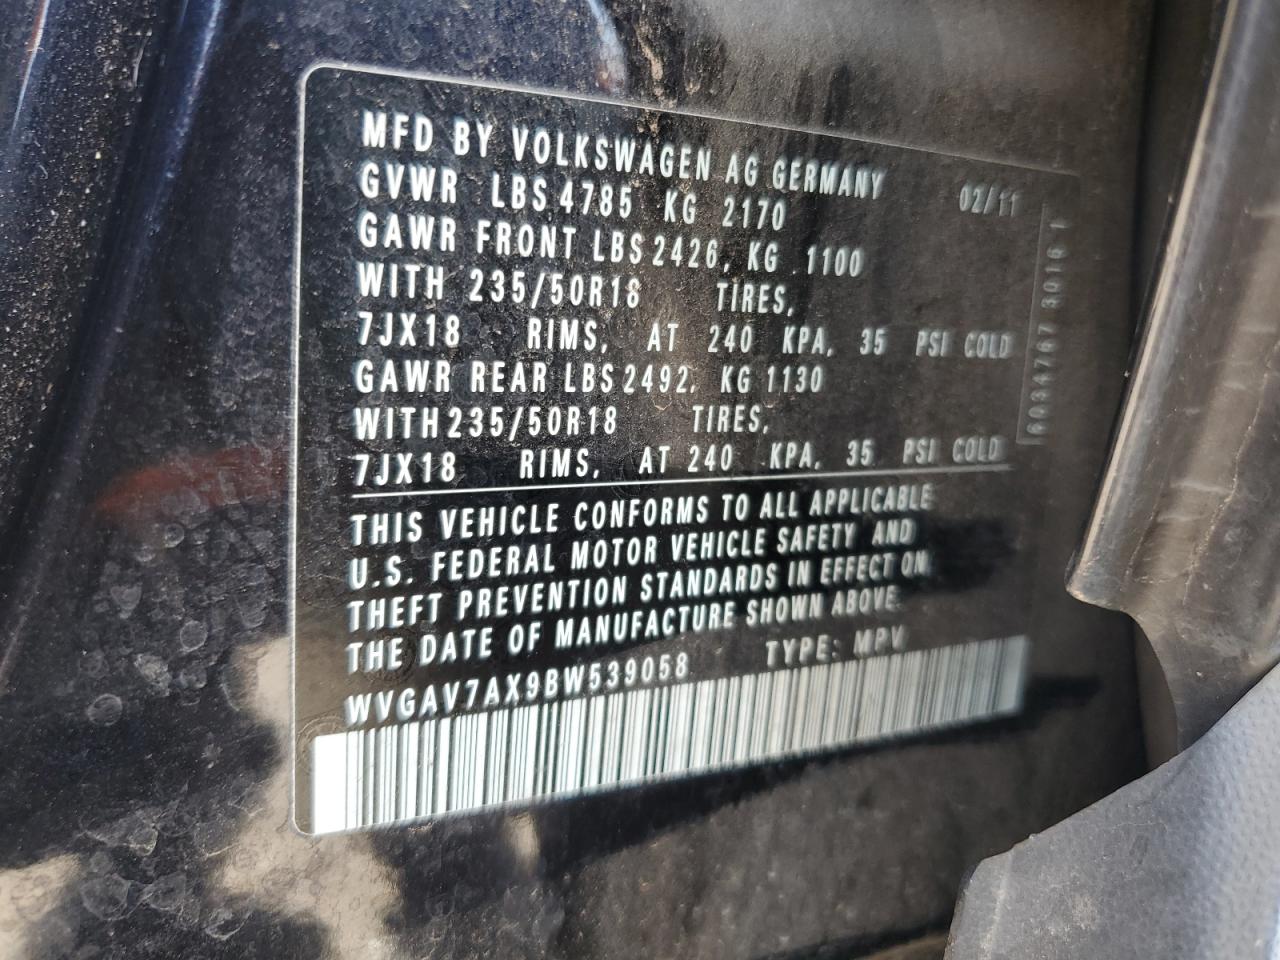 MFD BY VOLKSWAGEN AG GERMANY 02/11
GVWR LBS 4785 KG 2170
GAWR FRONT LBS 2426, KG 1100
WITH 235/50R18 TIRES,
7JX18 RIMS, AT 240 KPA, 35 PSI COLD
GAWR REAR LBS 2492, KG 1130
WITH 235/50R18 TIRES,
7JX18 RIMS, AT 240 KPA, 35 PSI COLD
THIS VEHICLE CONFORMS TO ALL APPLICABLE
U.S. FEDERAL MOTOR VEHICLE SAFETY AND
THEFT PREVENTION STANDARDS IN EFFECT ON
THE DATE OF MANUFACTURE SHOWN ABOVE.
WVGAV7AX9BW539058 TYPE: MPV